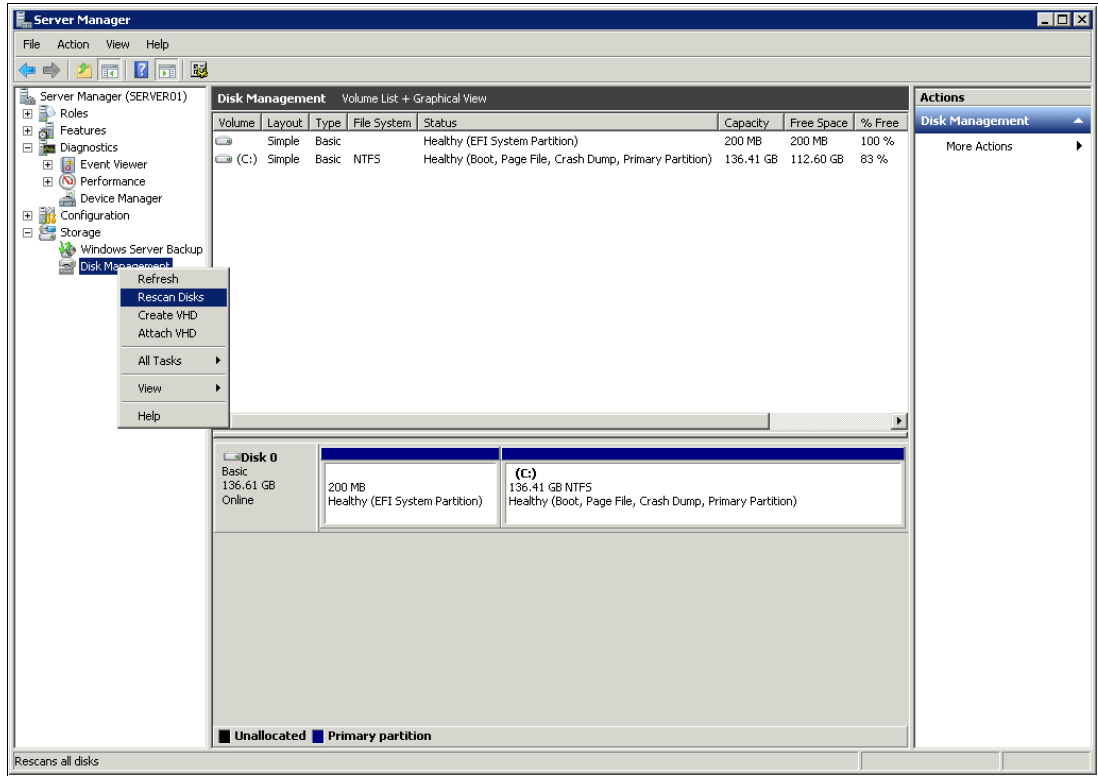 Server Manager
File Action View Help
Server Manager (SERVER01)
Roles
Features
Diagnostics
Event Viewer
Performance
Device Manager
Configuration
Storage
Windows Server Backup
Disk Management
Refresh
Rescan Disks
Create VHD
Attach VHD
All Tasks
View
Help
Disk Management Volume List + Graphical View
Volume Layout Type File System Status Capacity Free Space % Free
Simple Basic Healthy (EFI System Partition) 200 MB 200 MB 100 %
(C:) Simple Basic NTFS Healthy (Boot, Page File, Crash Dump, Primary Partition) 136.41 GB 112.60 GB 83 %
Disk 0
Basic
136.61 GB
Online
200 MB
Healthy (EFI System Partition)
(C:)
136.41 GB NTFS
Healthy (Boot, Page File, Crash Dump, Primary Partition)
Unallocated Primary partition
Actions
Disk Management
More Actions
Rescans all disks